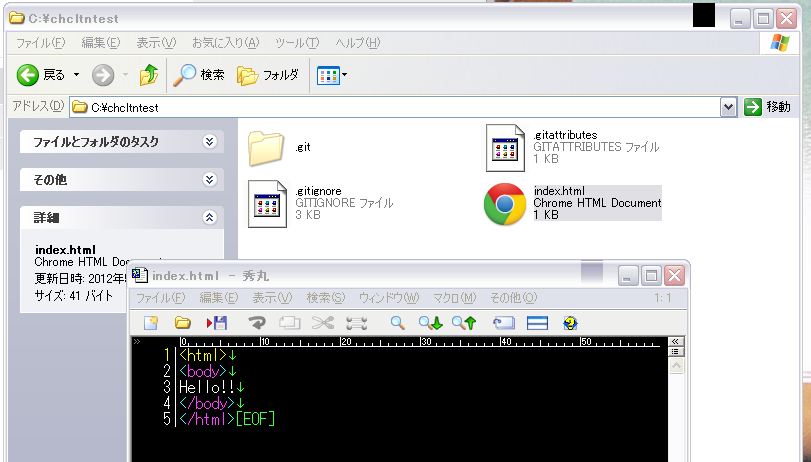 C:¥chcltntest
ファイル(F) 編集(E) 表示(V) お気に入り(A) ツール(T) ヘルプ(H)
戻る 検索 フォルダ
アドレス(D) C:¥chcltntest 移動
ファイルとフォルダのタスク
その他
詳細
index.html
Chrome HTML Docum
更新日時: 2012年
サイズ: 41 バイト
.git
.gitattributes
GITATTRIBUTES ファイル
1 KB
.gitignore
GITIGNORE ファイル
3 KB
index.html
Chrome HTML Document
1 KB
index.html - 秀丸
ファイル(F) 編集(E) 表示(V) 検索(S) ウィンドウ(W) マクロ(M) その他(O) 1: 1
0 10 20 30 40 50
1 <html>↓
2 <body>↓
3 Hello!!↓
4 </body>↓
5 </html>[EOF]